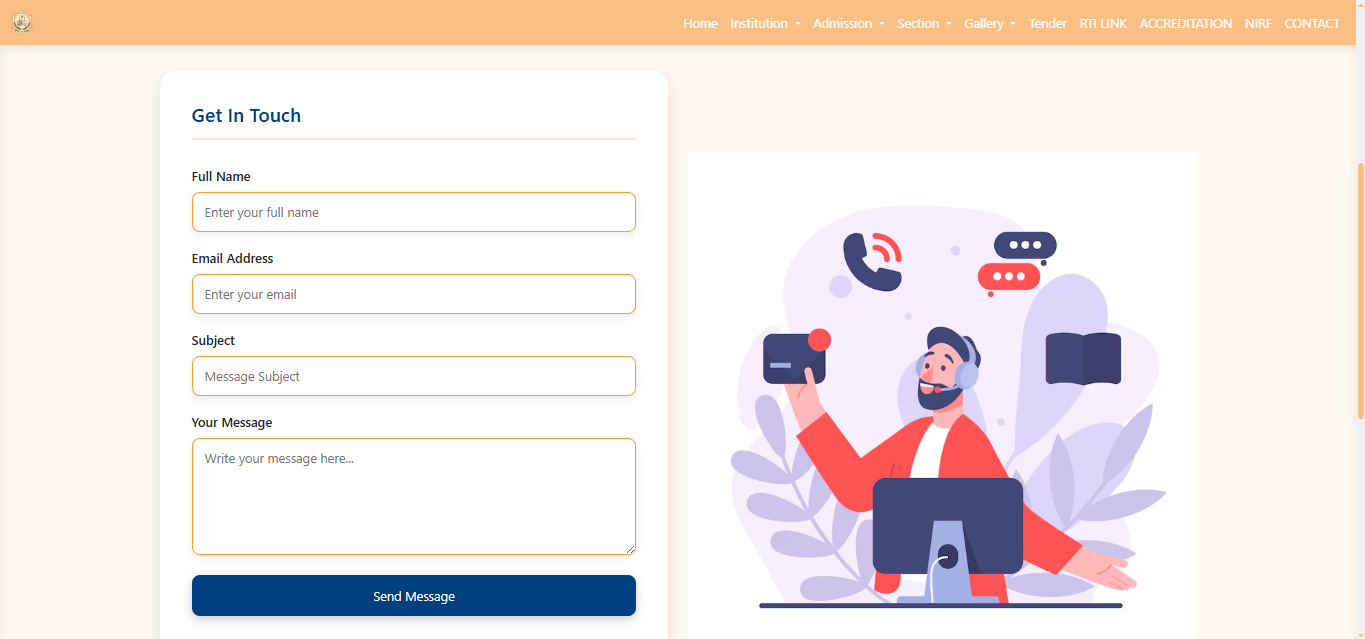 Home Institution Admission Section Gallery Tender RTI LINK ACCREDITATION NIRF CONTACT
Get In Touch
Full Name
Enter your full name
Email Address
Enter your email
Subject
Message Subject
Your Message
Write your message here...
Send Message